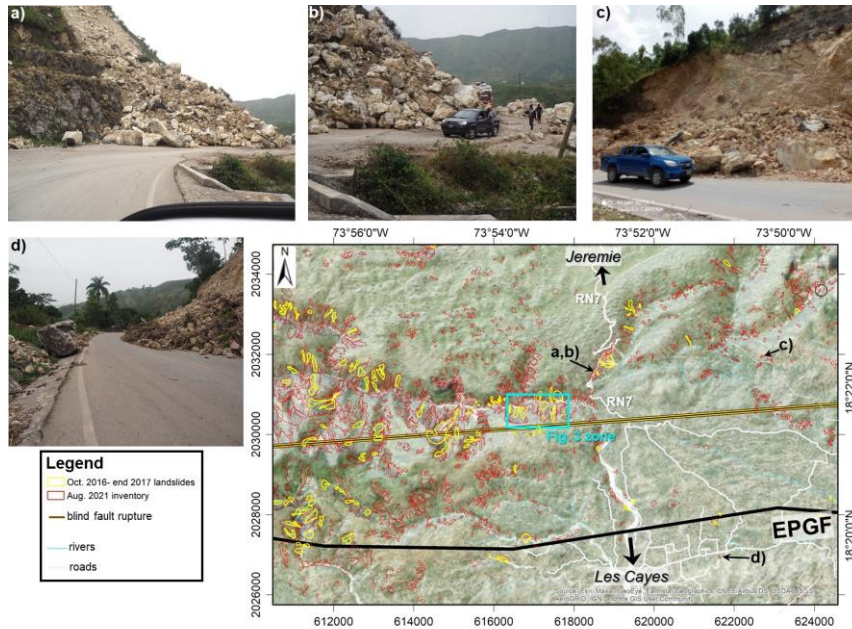 a)
b)
c)
73°56'0"W
73°54'0"W
73°52'0"W
73°50'0"W
d)
N
Jeremie
RN7
a,b)
c)
RN7
Fig. 3 zone
EPGF
d)
Les Cayes
2034000
2032000
2030000
2028000
2026000
18°22'0"N
18°20'0"N
612000
614000
616000
618000
620000
622000
624000
Legend
Oct. 2016- end 2017 landslides
Aug. 2021 inventory
blind fault rupture
rivers
roads